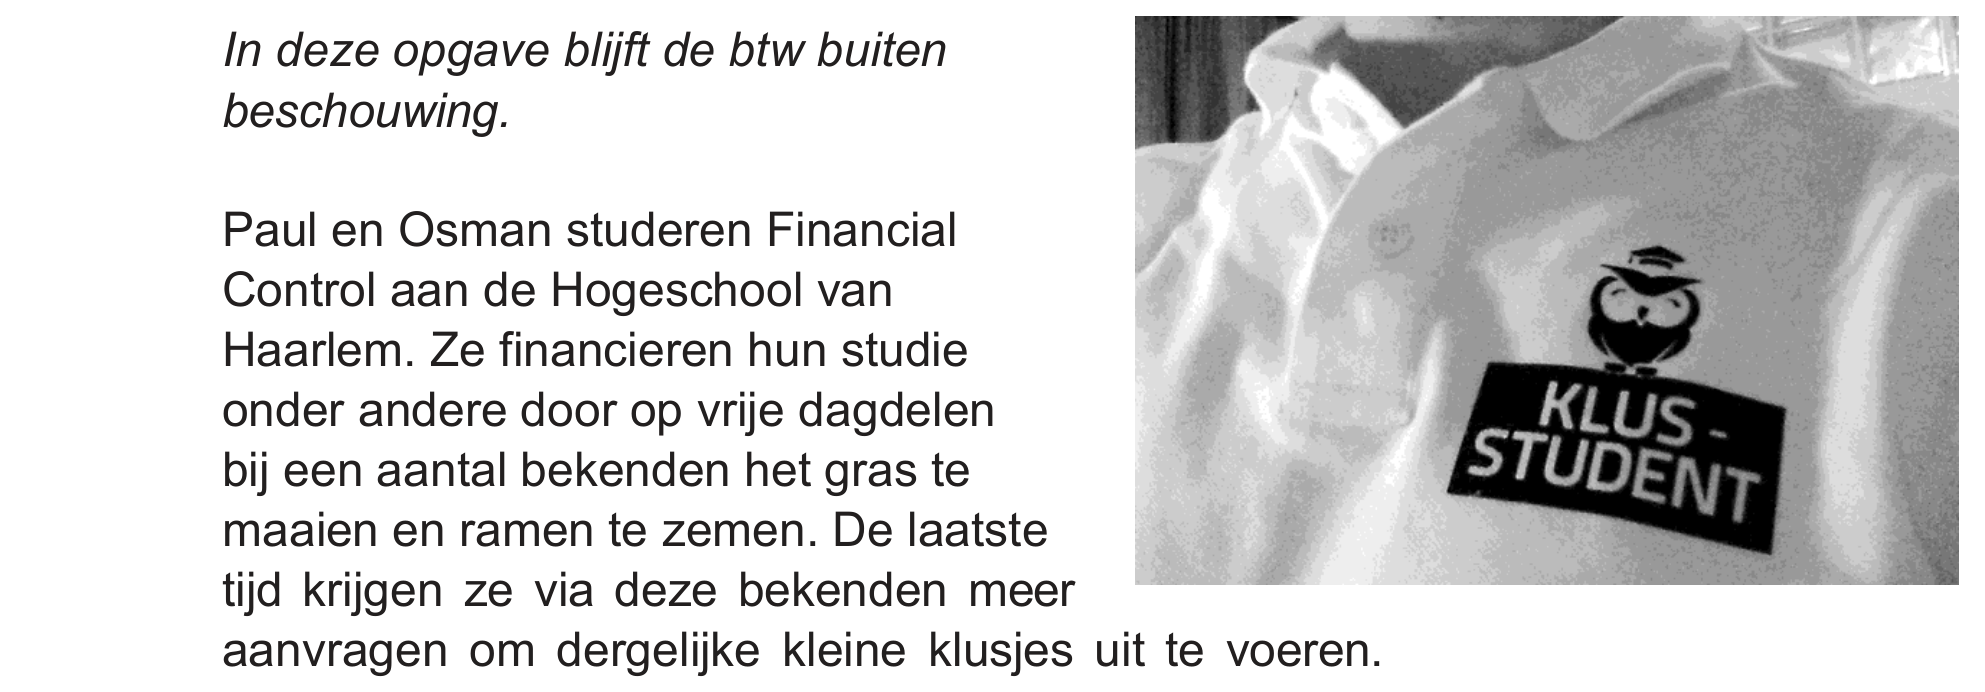 In deze opgave blijft de btw buiten
beschouwing.
Paul en Osman studeren Financial
Control aan de Hogeschool van
Haarlem. Ze financieren hun studie
onder andere door op vrije dagdelen
bij een aantal bekenden het gras te
maaien en ramen te zemen. De laatste
tijd krijgen ze via deze bekenden meer
aanvragen om dergelijke kleine klusjes uit te voeren.
KLUS-
STUDENT